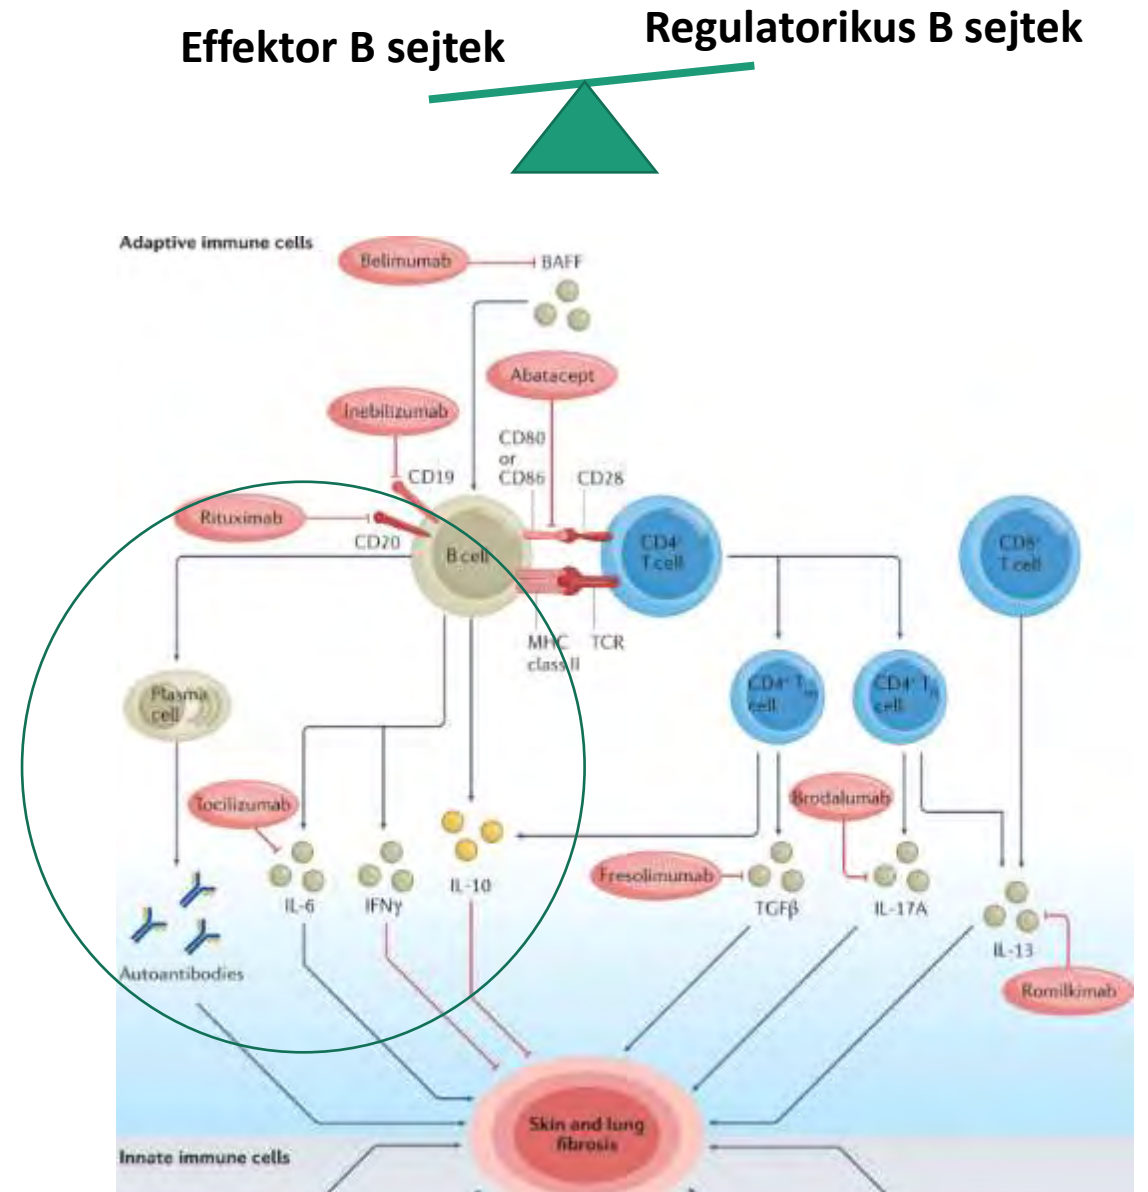 Effektor B sejtek
Regulatorikus B sejtek
Adaptive immune cells
Belimumab
BAFF
Abatacept
Inebilizumab
CD80
or
CD86
CD28
CD19
Rituximab
CD20
B cell
CD4⁺
T cell
CD8⁺
T cell
MHC
class II
TCR
Plasma
cell
CD4⁺ T
cell
CD4⁺ T
cell
Tocilizumab
Brodalumab
Fresolimumab
IL-6
IFNγ
IL-10
TGFβ
IL-17A
IL-13
Autoantibodies
Romilkimab
Skin and lung
fibrosis
Innate immune cells